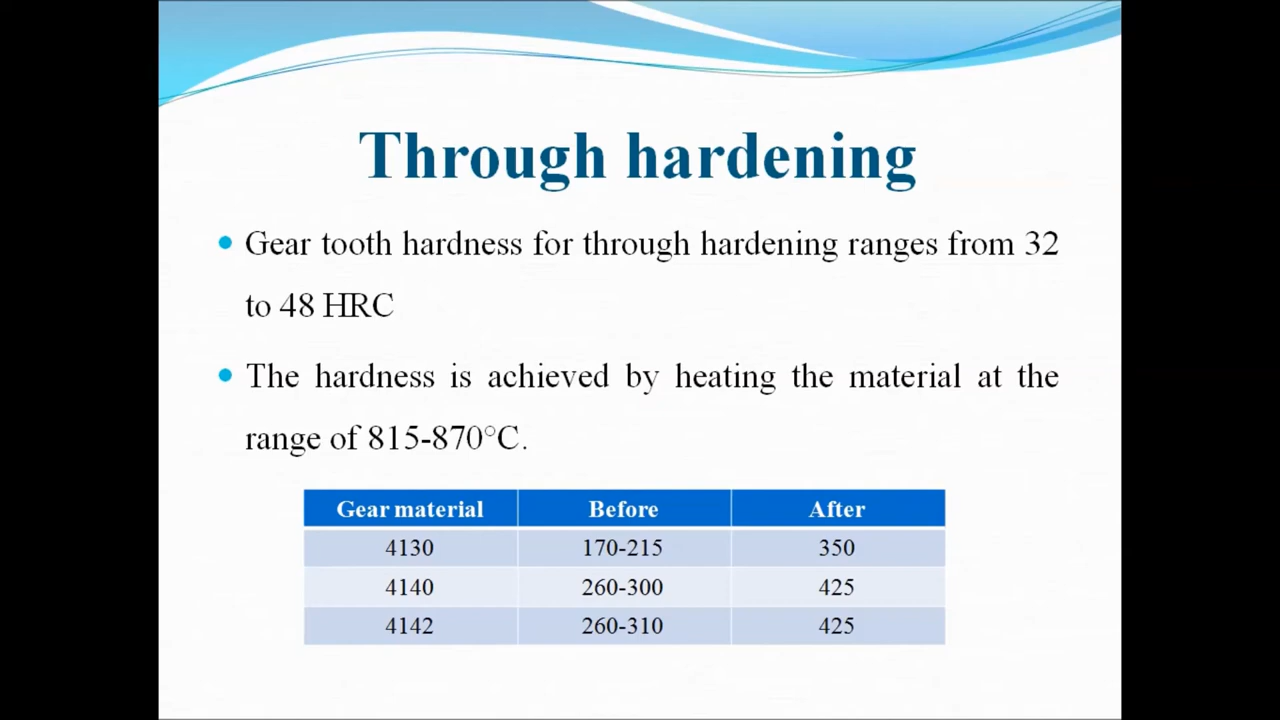 Through hardening
Gear tooth hardness for through hardening ranges from 32
to 48 HRC
The hardness is achieved by heating the material at the
range of 815-870°C.
Gear material Before After
4130 170-215 350
4140 260-300 425
4142 260-310 425